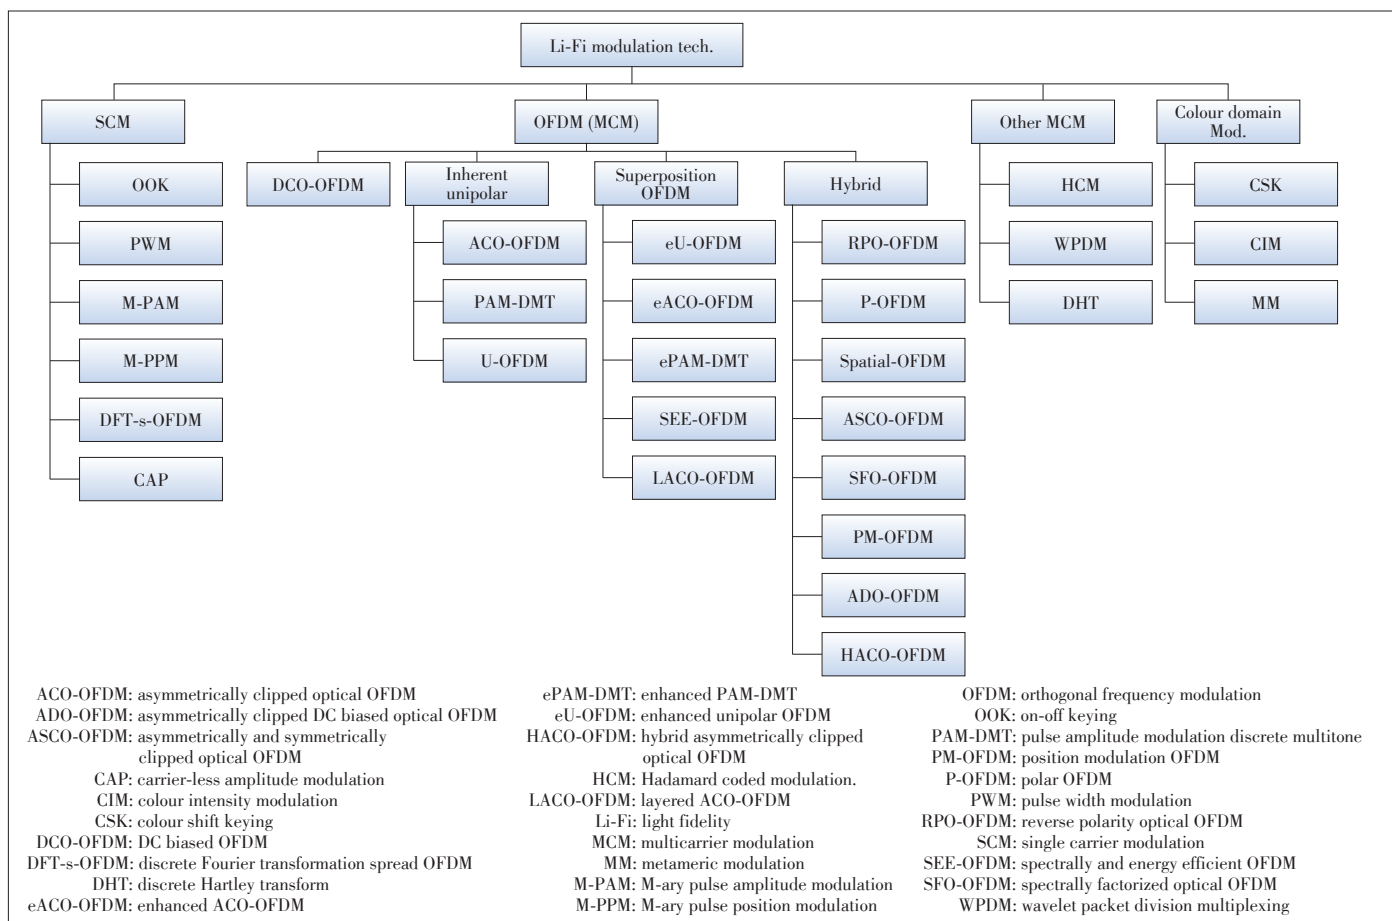 Li-Fi modulation tech.
SCM
OFDM (MCM)
Other MCM
Colour domain
Mod.
OOK
PWM
M-PAM
M-PPM
DFT-s-OFDM
CAP
DCO-OFDM
Inherent
unipolar
ACO-OFDM
PAM-DMT
U-OFDM
Superposition
OFDM
eU-OFDM
eACO-OFDM
ePAM-DMT
SEE-OFDM
LACO-OFDM
Hybrid
RPO-OFDM
P-OFDM
Spatial-OFDM
ASCO-OFDM
SFO-OFDM
PM-OFDM
ADO-OFDM
HACO-OFDM
HCM
WPDM
DHT
CSK
CIM
MM
ACO-OFDM: asymmetrically clipped optical OFDM
ADO-OFDM: asymmetrically clipped DC biased optical OFDM
ASCO-OFDM: asymmetrically and symmetrically
clipped optical OFDM
CAP: carrier-less amplitude modulation
CIM: colour intensity modulation
CSK: colour shift keying
DCO-OFDM: DC biased OFDM
DFT-s-OFDM: discrete Fourier transformation spread OFDM
DHT: discrete Hartley transform
eACO-OFDM: enhanced ACO-OFDM
ePAM-DMT: enhanced PAM-DMT
eU-OFDM: enhanced unipolar OFDM
HACO-OFDM: hybrid asymmetrically clipped
optical OFDM
HCM: Hadamard coded modulation.
LACO-OFDM: layered ACO-OFDM
Li-Fi: light fidelity
MCM: multicarrier modulation
MM: metameric modulation
M-PAM: M-ary pulse amplitude modulation
M-PPM: M-ary pulse position modulation
OFDM: orthogonal frequency modulation
OOK: on-off keying
PAM-DMT: pulse amplitude modulation discrete multitone
PM-OFDM: position modulation OFDM
P-OFDM: polar OFDM
PWM: pulse width modulation
RPO-OFDM: reverse polarity optical OFDM
SCM: single carrier modulation
SEE-OFDM: spectrally and energy efficient OFDM
SFO-OFDM: spectrally factorized optical OFDM
WPDM: wavelet packet division multiplexing